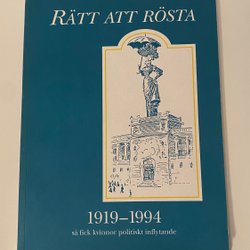 RÄTT ATT RÖSTA
1919–1994
så fick kvinnor politiskt inflytande